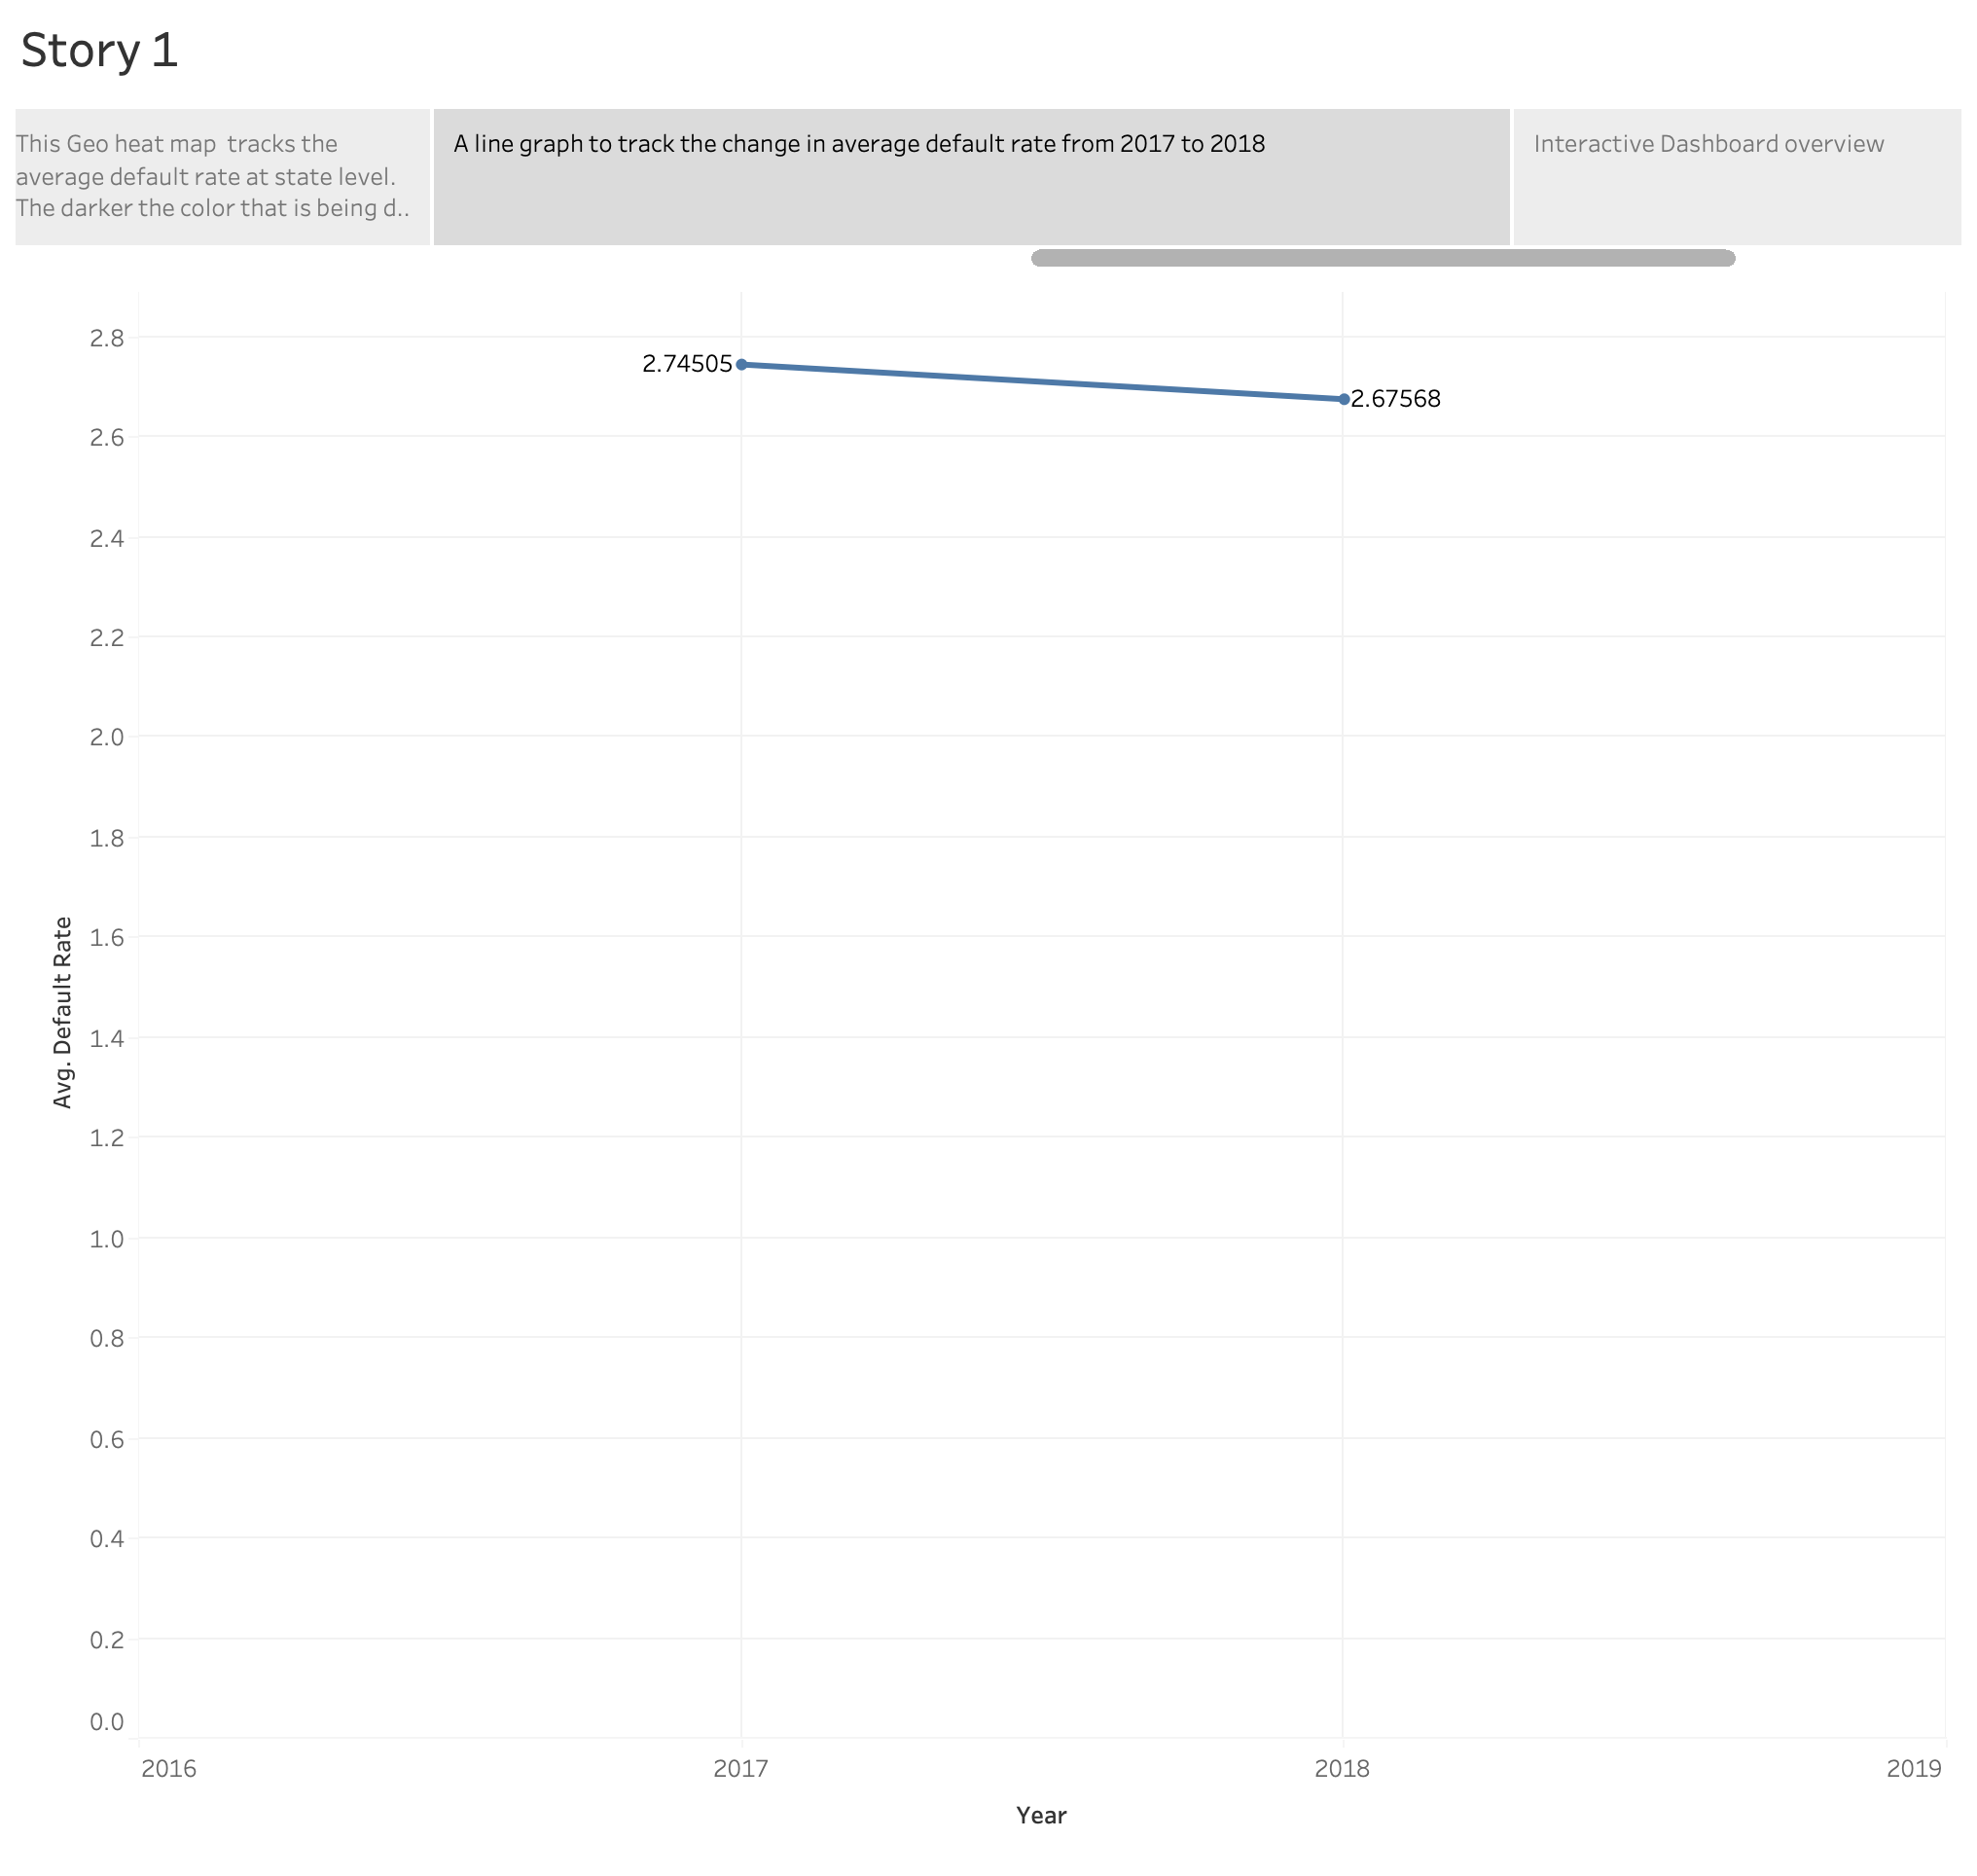 Story 1
This Geo heat map  tracks the
average default rate at state level.
The darker the color that is being d..
A line graph to track the change in average default rate from 2017 to 2018
Interactive Dashboard overview
2.8
2.74505
2.67568
2.6
2.4
2.2
2.0
1.8
1.6
1.4
1.2
1.0
0.8
0.6
0.4
0.2
0.0
Avg. Default Rate
2016 2017 2018 2019
Year